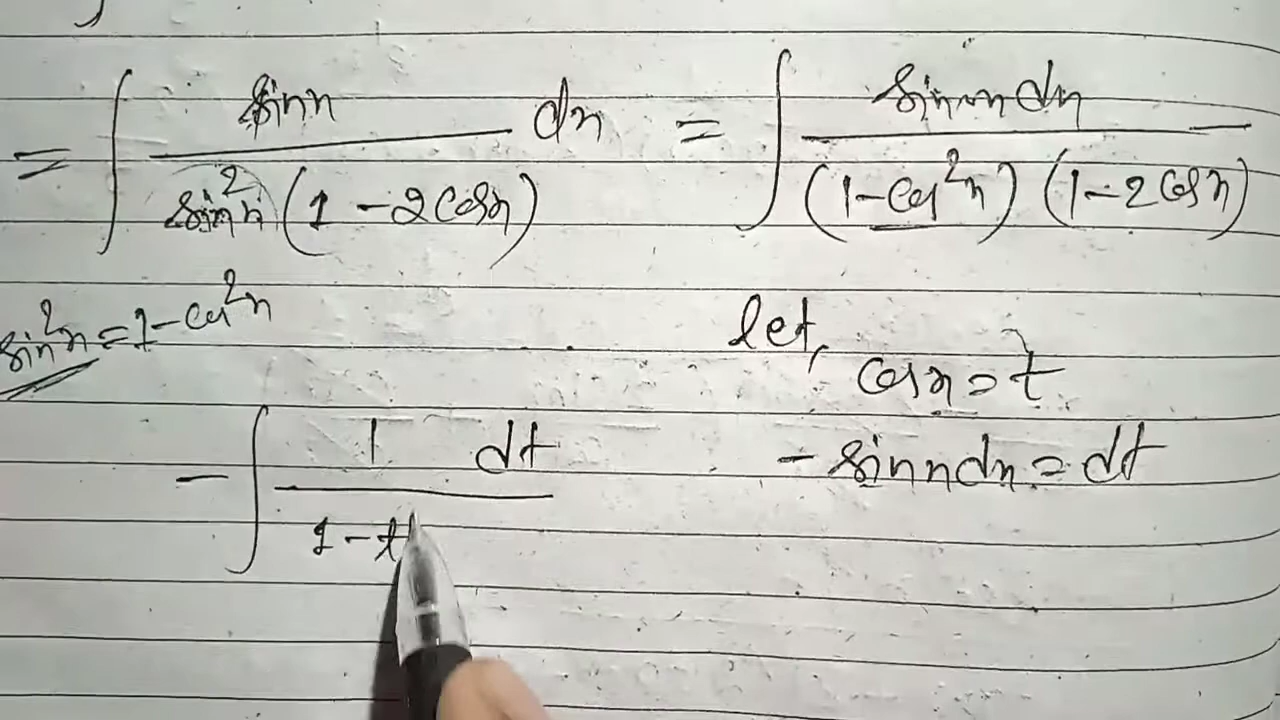 = ∫ sinx / sin²x (1 - 2cosx) dx = ∫ sinx dx / (1-cos²x) (1-2cosx)
sin²x = 1-cos²x
let,
cosx = t
- sinx dx = dt
- ∫ 1 dt / 1-t